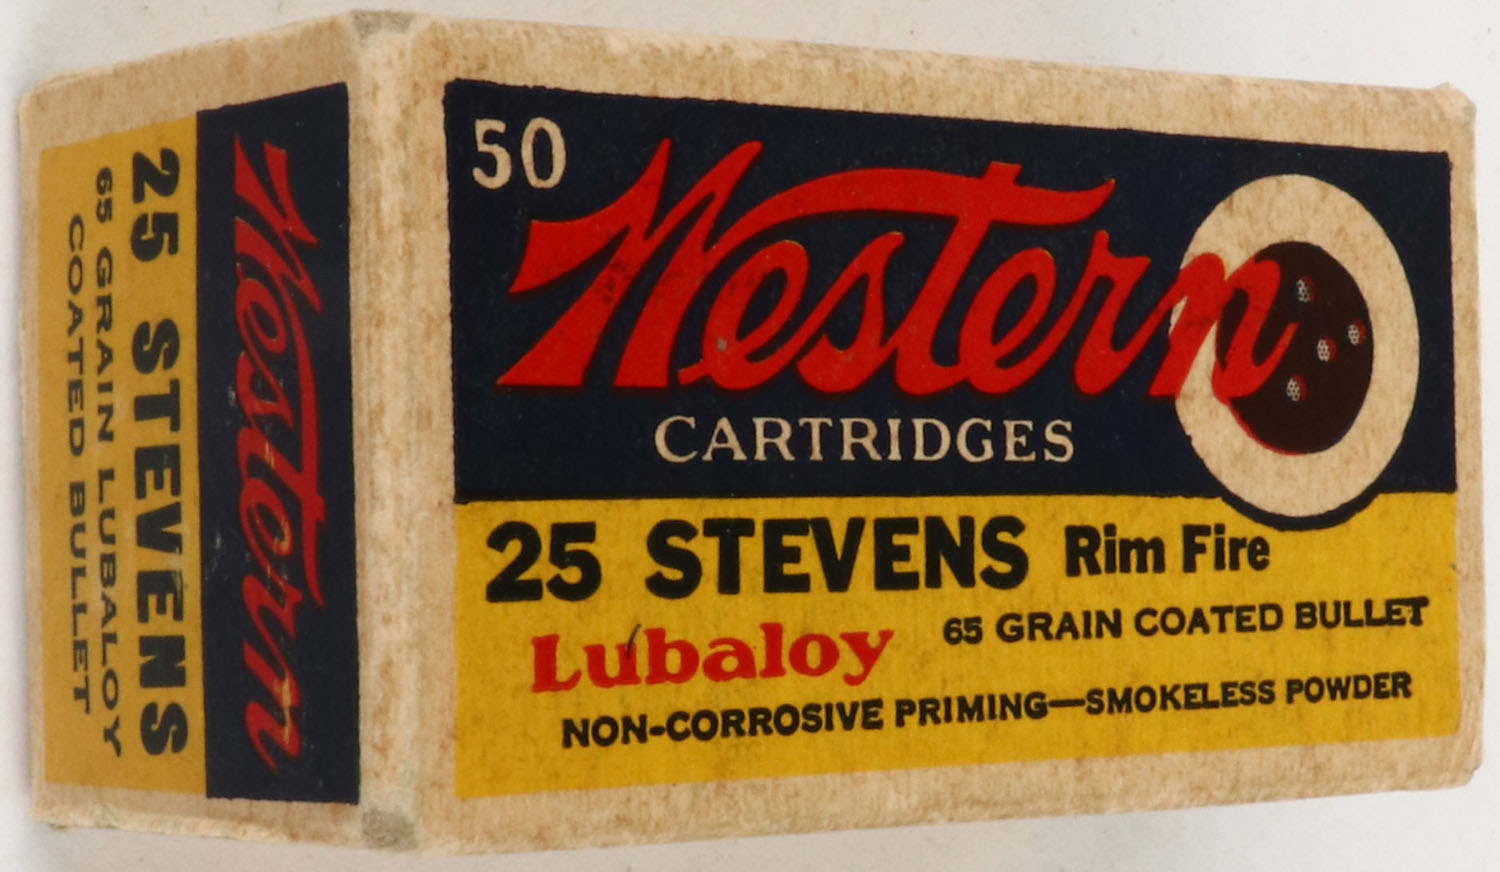 50
Western
CARTRIDGES
25 STEVENS Rim Fire
Lubaloy 65 GRAIN COATED BULLET
NON-CORROSIVE PRIMING—SMOKELESS POWDER
Western
25 STEVENS
65 GRAIN LUBALOY
COATED BULLET